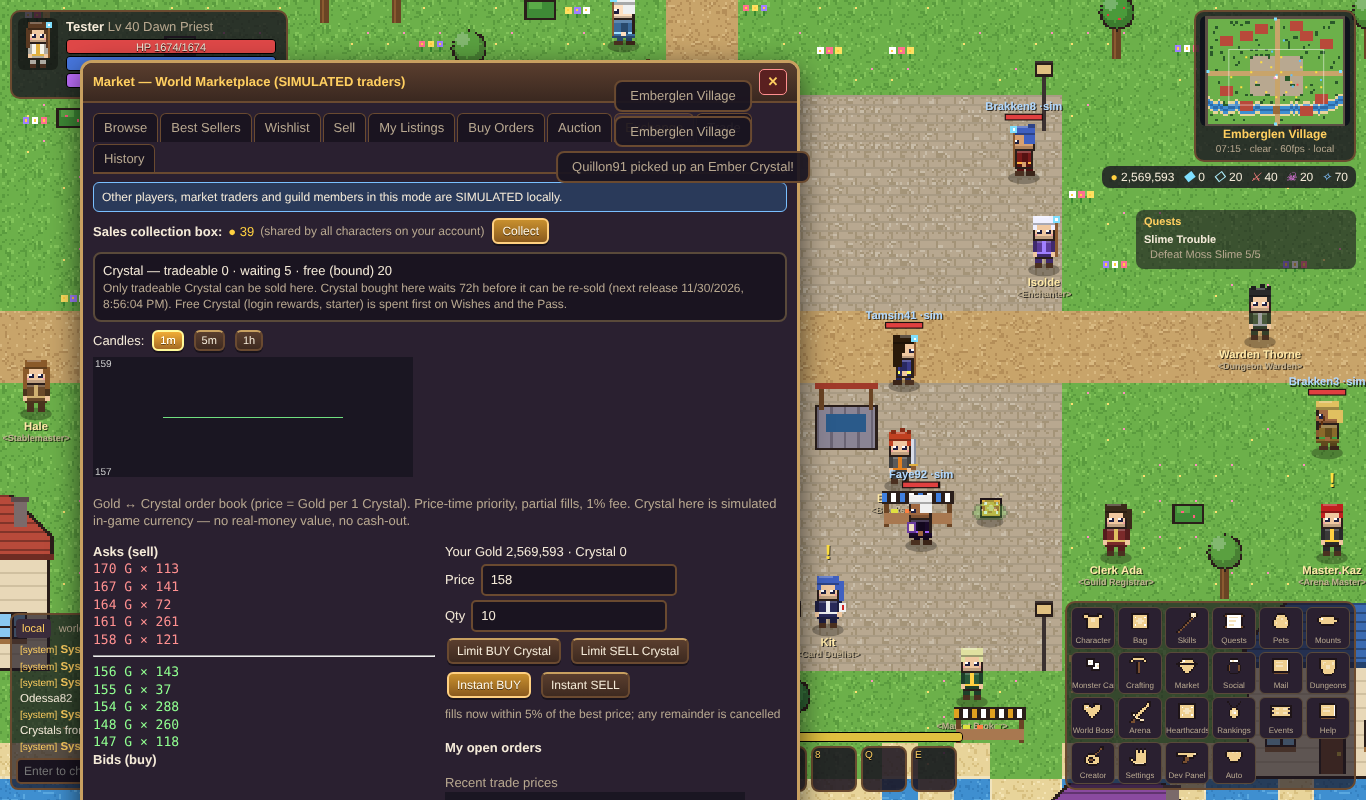 Tester Lv 40 Dawn Priest
HP 1674/1674
Market — World Marketplace (SIMULATED traders)
×
Emberglen Village
Browse
Best Sellers
Wishlist
Sell
My Listings
Buy Orders
Auction
Emberglen Village
History
Quillon91 picked up an Ember Crystal!
Other players, market traders and guild members in this mode are SIMULATED locally.
Sales collection box: 39 (shared by all characters on your account)
Collect
Crystal — tradeable 0 · waiting 5 · free (bound) 20
Only tradeable Crystal can be sold here. Crystal bought here waits 72h before it can be re-sold (next release 11/30/2026,
8:56:04 PM). Free Crystal (login rewards, starter) is spent first on Wishes and the Pass.
Candles:
1m
5m
1h
159
157
Gold ↔ Crystal order book (price = Gold per 1 Crystal). Price-time priority, partial fills, 1% fee. Crystal here is simulated
in-game currency — no real-money value, no cash-out.
Asks (sell)
170 G × 113
167 G × 141
164 G × 72
161 G × 261
158 G × 121
156 G × 143
155 G × 37
154 G × 288
148 G × 260
147 G × 118
Bids (buy)
Your Gold 2,569,593 · Crystal 0
Price 158
Qty 10
Limit BUY Crystal
Limit SELL Crystal
Instant BUY
Instant SELL
fills now within 5% of the best price; any remainder is cancelled
My open orders
Recent trade prices
Hale
<Stablemaster>
local
[system]
[system]
[system]
Odessa82
[system]
Crystals
[system]
Enter to
Brakken8 ·sim
Isolde
<Enchanter>
Tamsin41 ·sim
Faye92 ·sim
Kit
<Card Duelist>
Warden Thorne
<Dungeon Warden>
Brakken3 ·sim
!
!
Clerk Ada
<Guild Registrar>
Master Kaz
<Arena Master>
8
Q
E
Emberglen Village
07:15 · clear · 60fps · local
2,569,593 0 20 40 20 70
Quests
Slime Trouble
Defeat Moss Slime 5/5
Character
Bag
Skills
Quests
Pets
Mounts
Monster Ca
Crafting
Market
Social
Mail
Dungeons
World Boss
Arena
Hearthcards
Rankings
Events
Help
Creator
Settings
Dev Panel
Auto